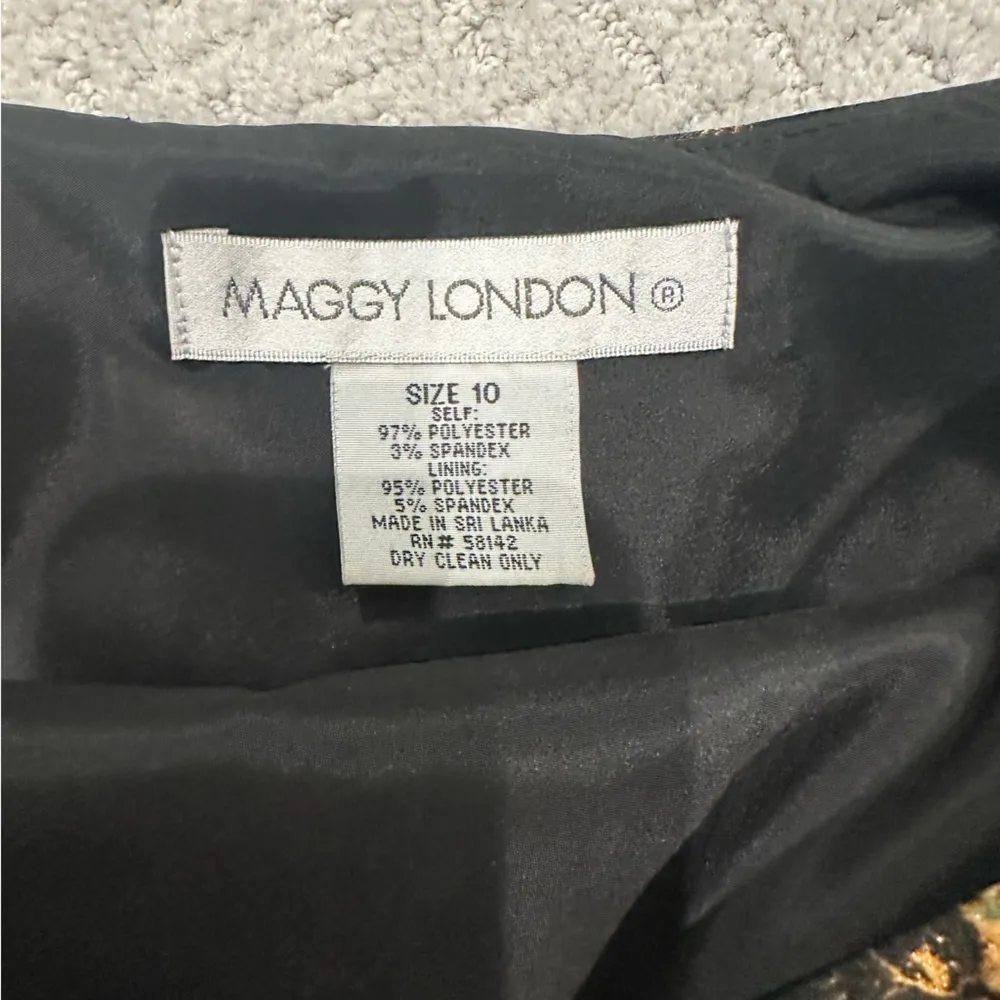 MAGGY LONDON ®
SIZE 10
SELF:
97% POLYESTER
3% SPANDEX
LINING:
95% POLYESTER
5% SPANDEX
MADE IN SRI LANKA
RN# 58142
DRY CLEAN ONLY